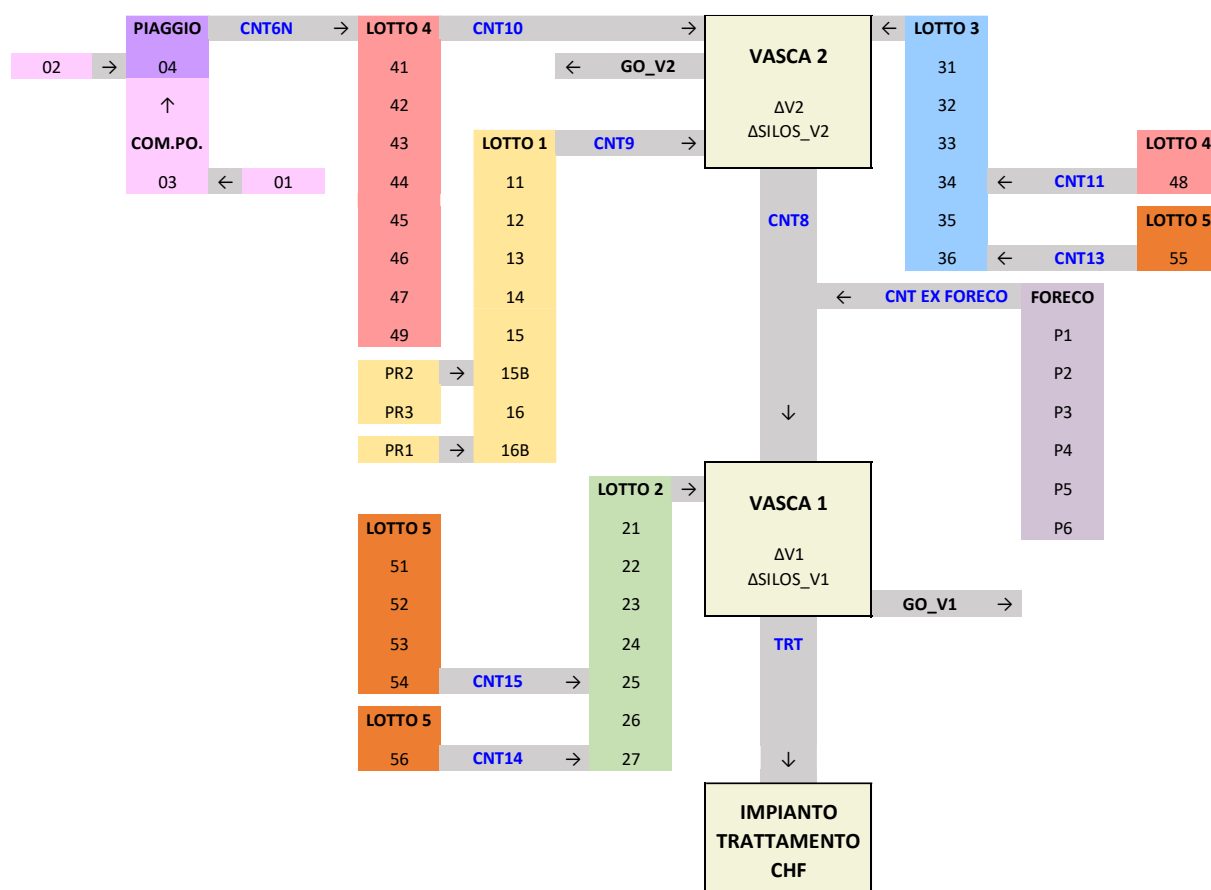 PIAGGIO CNT6N → LOTTO 4 CNT10 → VASCA 2 ← LOTTO 3
02 → 04 41 ← GO_V2 31
↑ 42 ΔV2 32
ΔSILOS_V2
COM.PO. 43 LOTTO 1 CNT9 → 33 LOTTO 4
03 ← 01 44 11 34 ← CNT11 48
45 12 CNT8 35 LOTTO 5
46 13 36 ← CNT13 55
47 14 ← CNT EX FORECO FORECO
49 15 P1
PR2 → 15B P2
PR3 16 ↓ P3
PR1 → 16B P4
LOTTO 2 → VASCA 1 P5
LOTTO 5 21 P6
51 22 ΔV1
ΔSILOS_V1
52 23 GO_V1 →
53 24 TRT
54 CNT15 → 25
LOTTO 5 26
56 CNT14 → 27 ↓
IMPIANTO
TRATTAMENTO
CHF